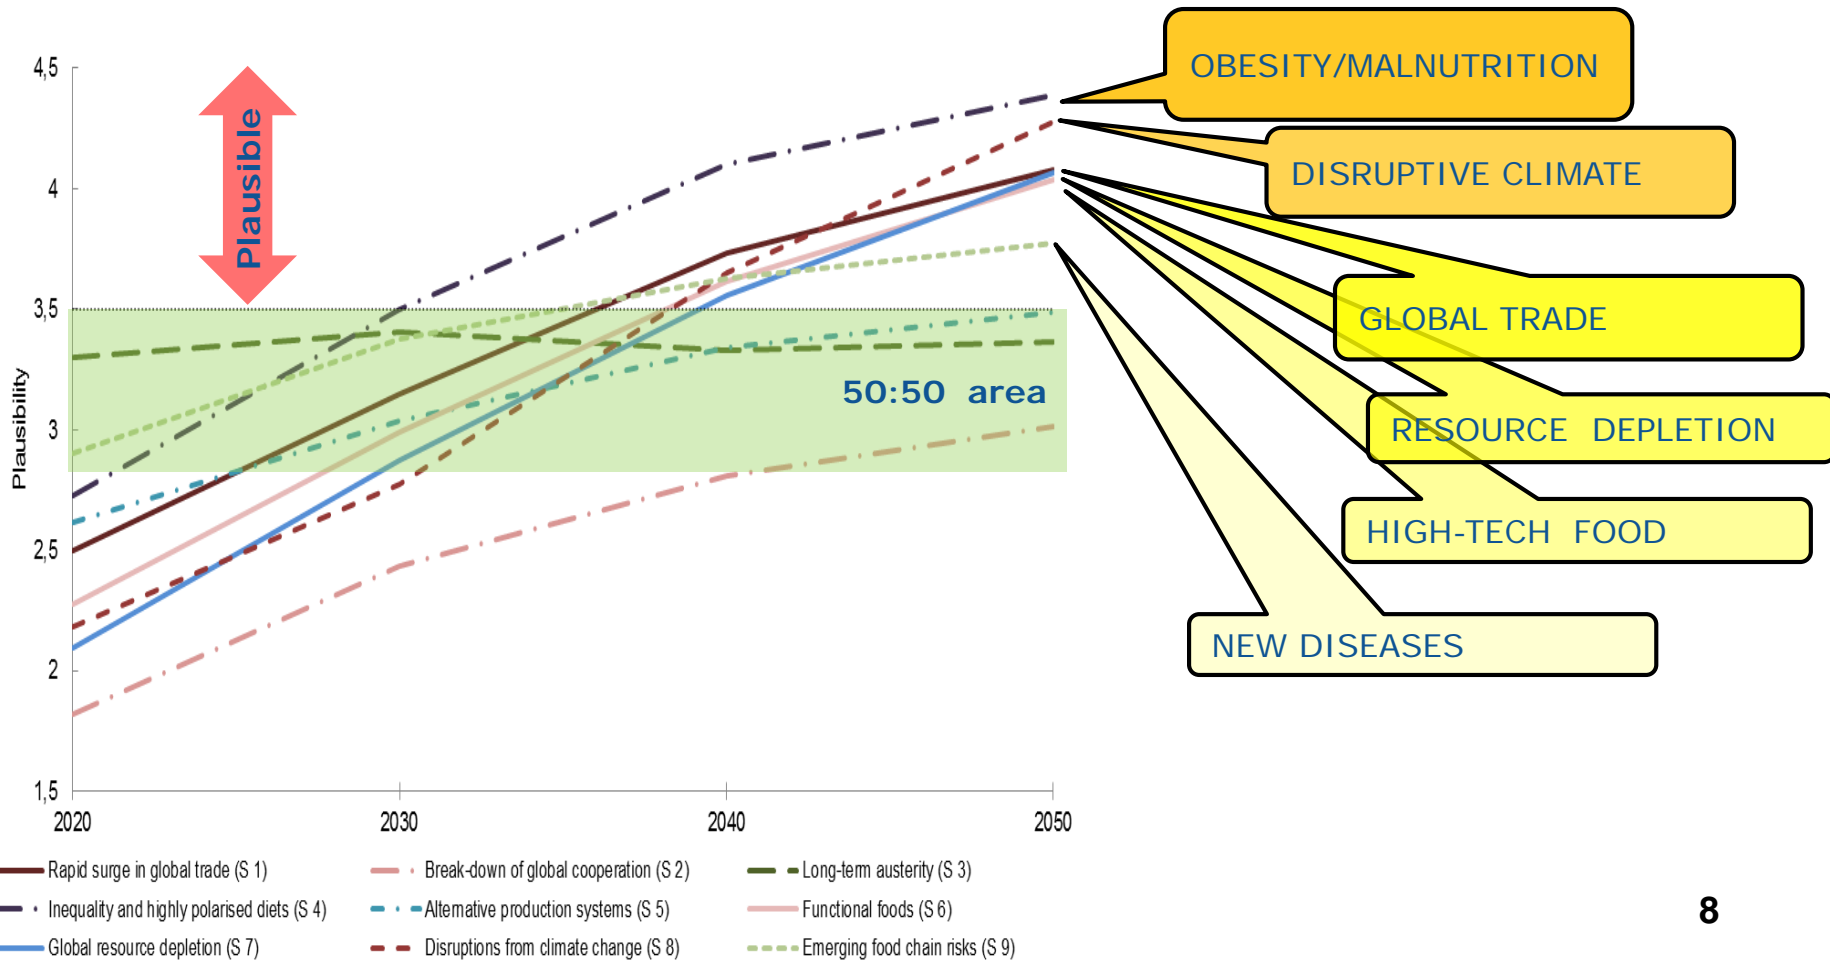 OBESITY/MALNUTRITION
4,5
Plausible
DISRUPTIVE CLIMATE
4
3,5
GLOBAL TRADE
50:50 area
Plausibility
3
RESOURCE DEPLETION
2,5
HIGH-TECH FOOD
NEW DISEASES
2
1,5
2020 2030 2040 2050
Rapid surge in global trade (S 1) Break-down of global cooperation (S 2) Long-term austerity (S 3)
Inequality and highly polarised diets (S 4) Alternative production systems (S 5) Functional foods (S 6)
Global resource depletion (S 7) Disruptions from climate change (S 8) Emerging food chain risks (S 9)
8